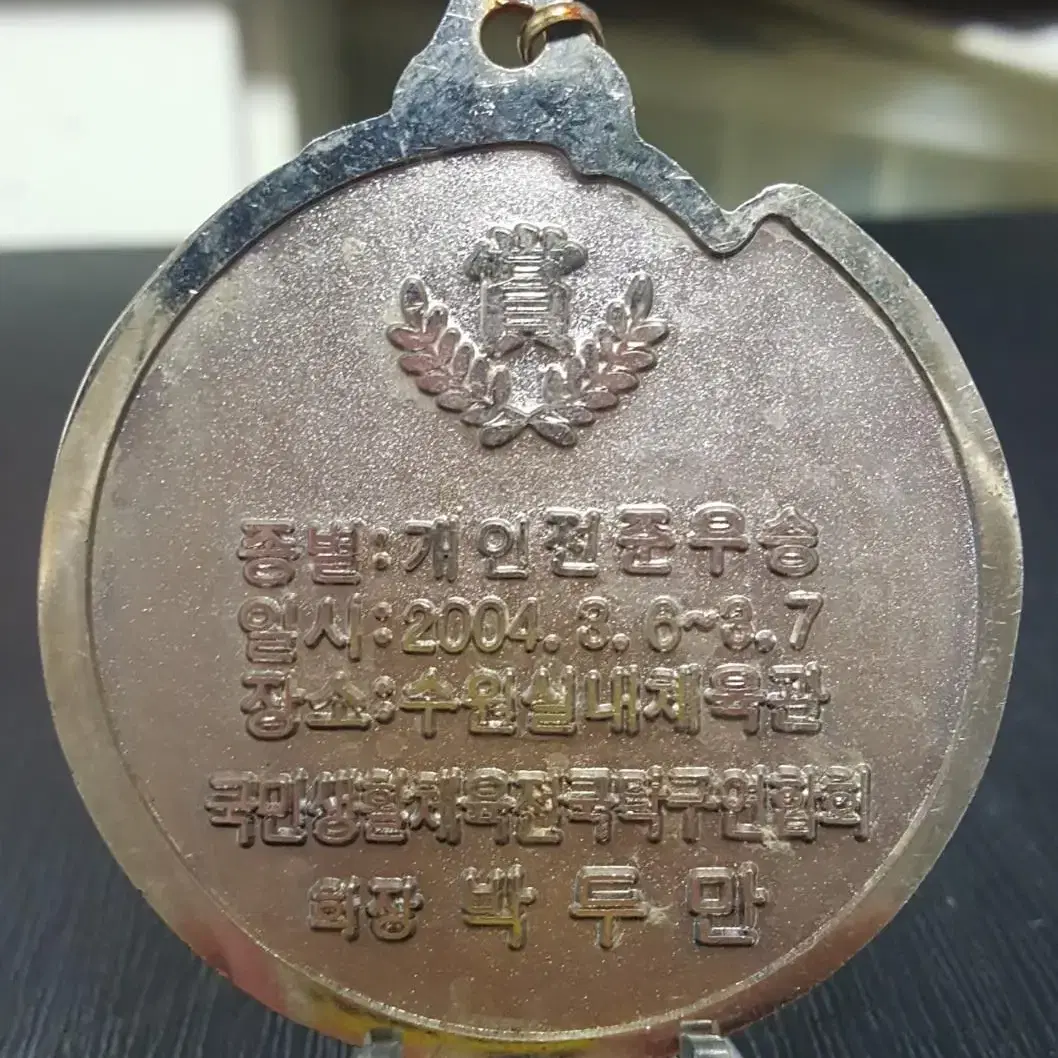 賞
종별:개인전준우승
일시:2004.3.6~3.7
장소:수원실내체육관
국민생활체육전국탁구연합회
회장 박두만